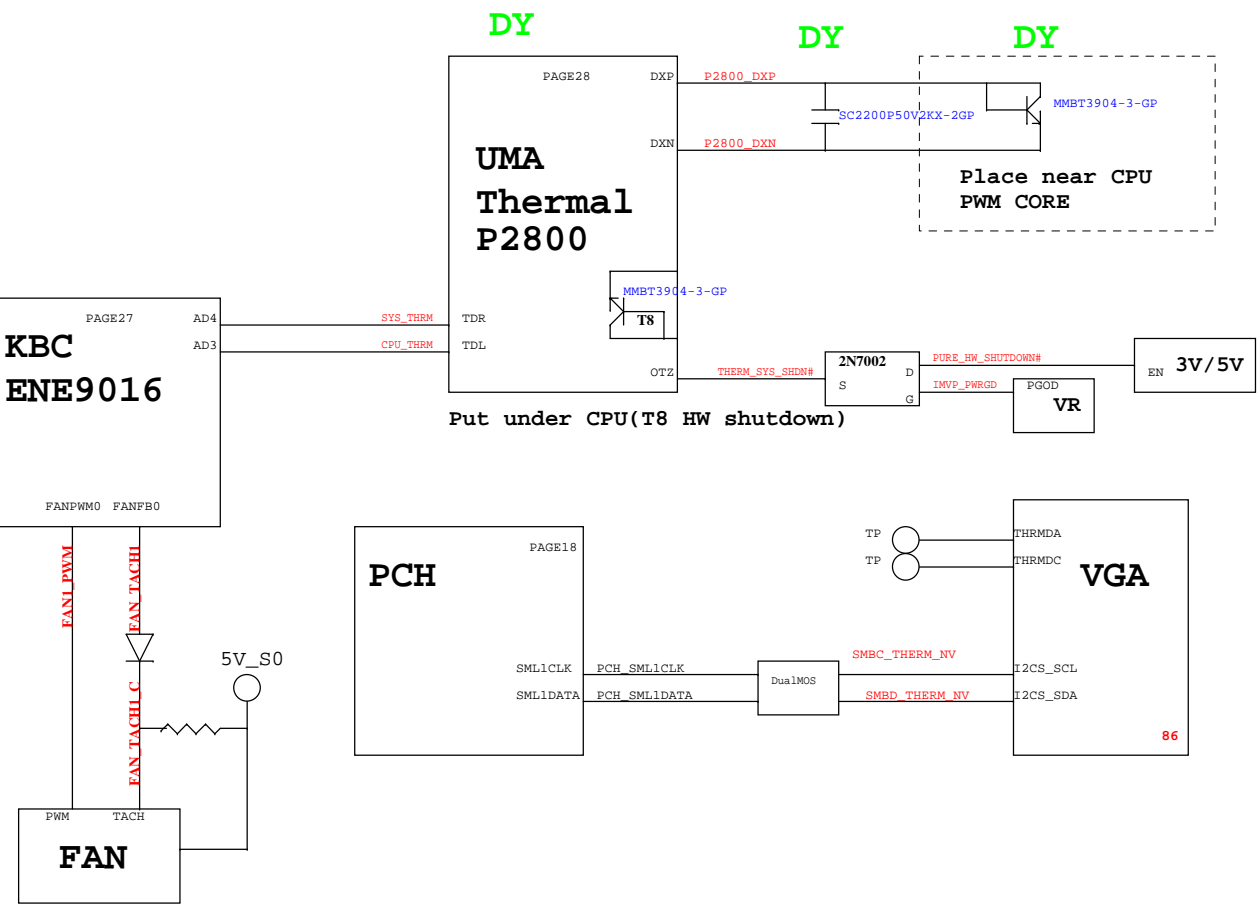 DY
DY
DY
PAGE28
DXP
P2800_DXP
MMBT3904-3-GP
SC2200P50V2KX-2GP
DXN
P2800_DXN
UMA
Thermal
P2800
Place near CPU
PWM CORE
MMBT3904-3-GP
T8
PAGE27
AD4
SYS_THRM
TDR
KBC
ENE9016
AD3
CPU_THRM
TDL
OTZ
THERM_SYS_SHDN#
2N7002
S
D
G
PURE_HW_SHUTDOWN#
IMVP_PWRGD
EN
3V/5V
PGOD
VR
Put under CPU(T8 HW shutdown)
FANPWM0
FANFB0
FAN1_PWM
FAN_TACH1
FAN_TACH1_C
5V_S0
PWM
TACH
FAN
PAGE18
PCH
SML1CLK
PCH_SML1CLK
SML1DATA
PCH_SML1DATA
DualMOS
SMBC_THERM_NV
SMBD_THERM_NV
TP
THRMDA
TP
THRMDC
VGA
I2CS_SCL
I2CS_SDA
86